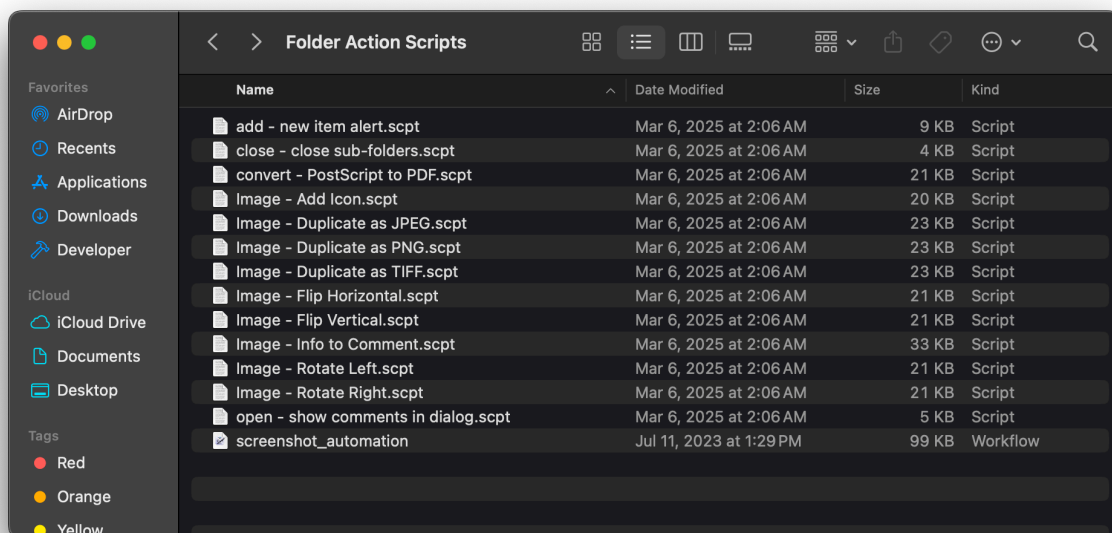 Folder Action Scripts
Favorites
AirDrop
Recents
Applications
Downloads
Developer
iCloud
iCloud Drive
Documents
Desktop
Tags
Red
Orange
Yellow
Name Date Modified Size Kind
add - new item alert.scpt Mar 6, 2025 at 2:06 AM 9 KB Script
close - close sub-folders.scpt Mar 6, 2025 at 2:06 AM 4 KB Script
convert - PostScript to PDF.scpt Mar 6, 2025 at 2:06 AM 21 KB Script
Image - Add Icon.scpt Mar 6, 2025 at 2:06 AM 20 KB Script
Image - Duplicate as JPEG.scpt Mar 6, 2025 at 2:06 AM 23 KB Script
Image - Duplicate as PNG.scpt Mar 6, 2025 at 2:06 AM 23 KB Script
Image - Duplicate as TIFF.scpt Mar 6, 2025 at 2:06 AM 23 KB Script
Image - Flip Horizontal.scpt Mar 6, 2025 at 2:06 AM 21 KB Script
Image - Flip Vertical.scpt Mar 6, 2025 at 2:06 AM 21 KB Script
Image - Info to Comment.scpt Mar 6, 2025 at 2:06 AM 33 KB Script
Image - Rotate Left.scpt Mar 6, 2025 at 2:06 AM 21 KB Script
Image - Rotate Right.scpt Mar 6, 2025 at 2:06 AM 21 KB Script
open - show comments in dialog.scpt Mar 6, 2025 at 2:06 AM 5 KB Script
screenshot_automation Jul 11, 2023 at 1:29 PM 99 KB Workflow